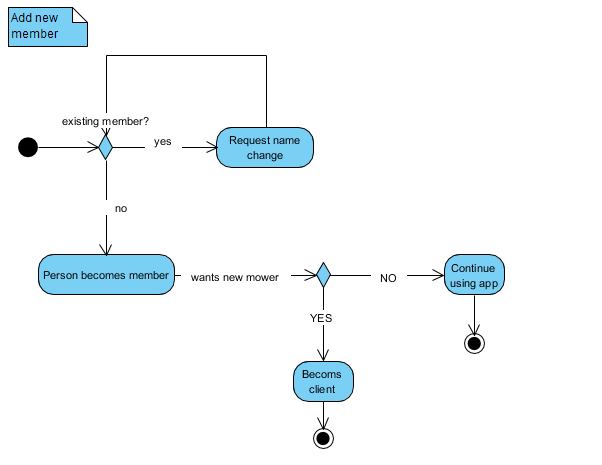 Add new
member
existing member?
yes
Request name
change
no
Person becomes member
wants new mower
NO
Continue
using app
YES
Becoms
client